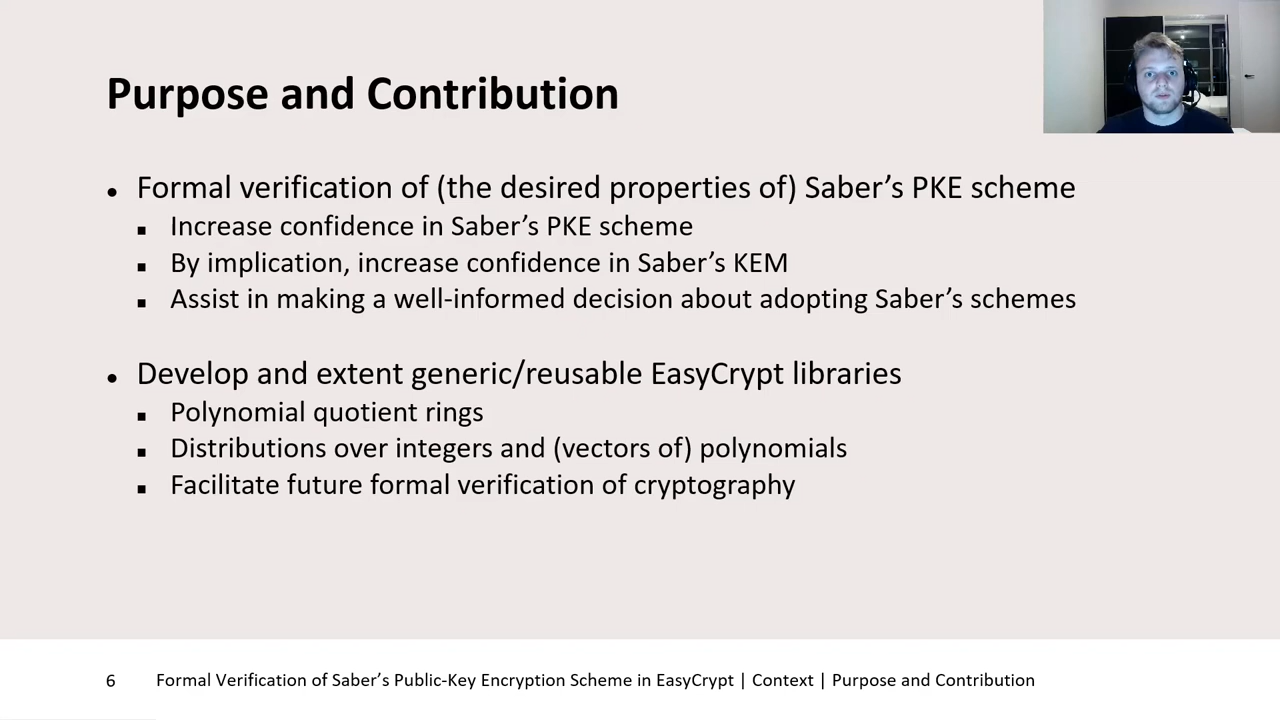 Purpose and Contribution
• Formal verification of (the desired properties of) Saber’s PKE scheme
▪ Increase confidence in Saber’s PKE scheme
▪ By implication, increase confidence in Saber’s KEM
▪ Assist in making a well-informed decision about adopting Saber’s schemes
• Develop and extent generic/reusable EasyCrypt libraries
▪ Polynomial quotient rings
▪ Distributions over integers and (vectors of) polynomials
▪ Facilitate future formal verification of cryptography
6 Formal Verification of Saber’s Public-Key Encryption Scheme in EasyCrypt | Context | Purpose and Contribution